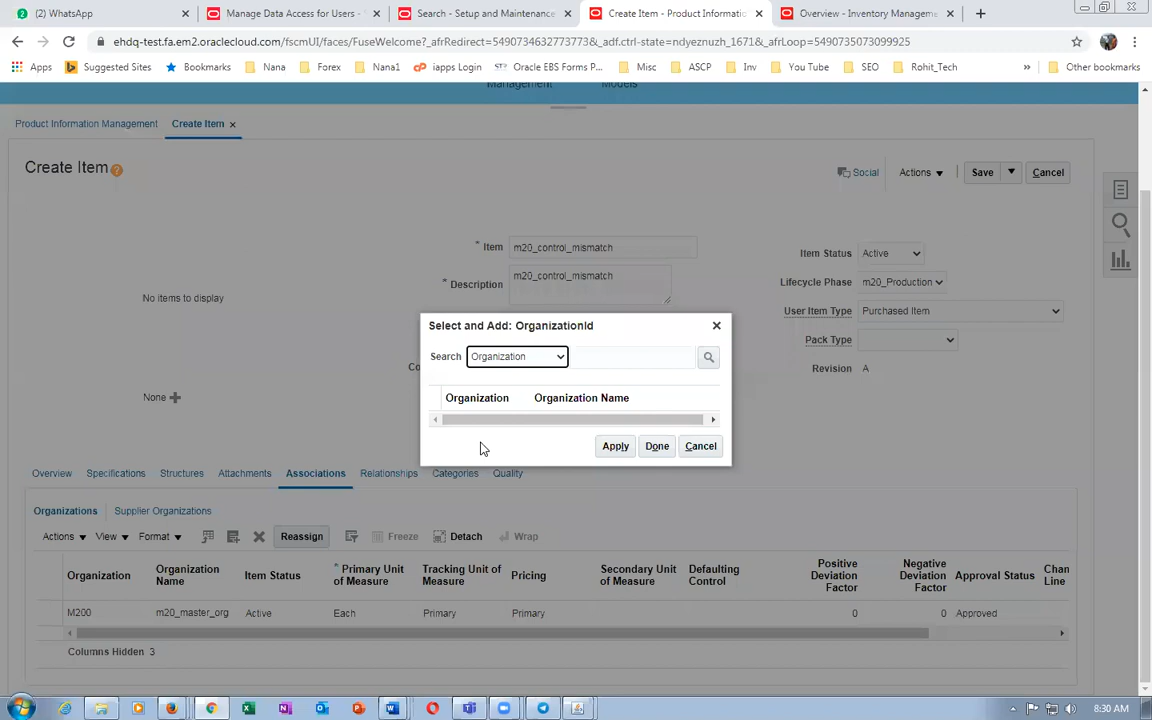 (2) WhatsApp
Manage Data Access for Users -
Search - Setup and Maintenance
Create Item - Product Informatio
Overview - Inventory Manageme
ehdq-test.fa.em2.oraclecloud.com/fscmUI/faces/FuseWelcome?_afrRedirect=5490734632773773&_adf.ctrl-state=ndyeznuzh_1671&_afrLoop=5490735073099925
Apps Suggested Sites Bookmarks Nana Forex Nana1 iapps Login Oracle EBS Forms P... Misc ASCP Inv You Tube SEO Rohit_Tech » Other bookmarks
Management Models
Product Information Management Create Item
Create Item
Social Actions Save Cancel
* Item m20_control_mismatch
Item Status Active
* Description m20_control_mismatch
Lifecycle Phase m20_Production
No items to display
User Item Type Purchased Item
Pack Type
Revision A
None
Select and Add: OrganizationId
Search Organization
Organization Organization Name
Apply Done Cancel
Overview Specifications Structures Attachments Associations Relationships Categories Quality
Organizations Supplier Organizations
Actions View Format Reassign Freeze Detach Wrap
Organization
Organization Name
Item Status
* Primary Unit of Measure
Tracking Unit of Measure
Pricing
Secondary Unit of Measure
Defaulting Control
Positive Deviation Factor
Negative Deviation Factor
Approval Status
Line
M200 m20_master_org Active Each Primary Primary 0 0 Approved
Columns Hidden 3
8:30 AM